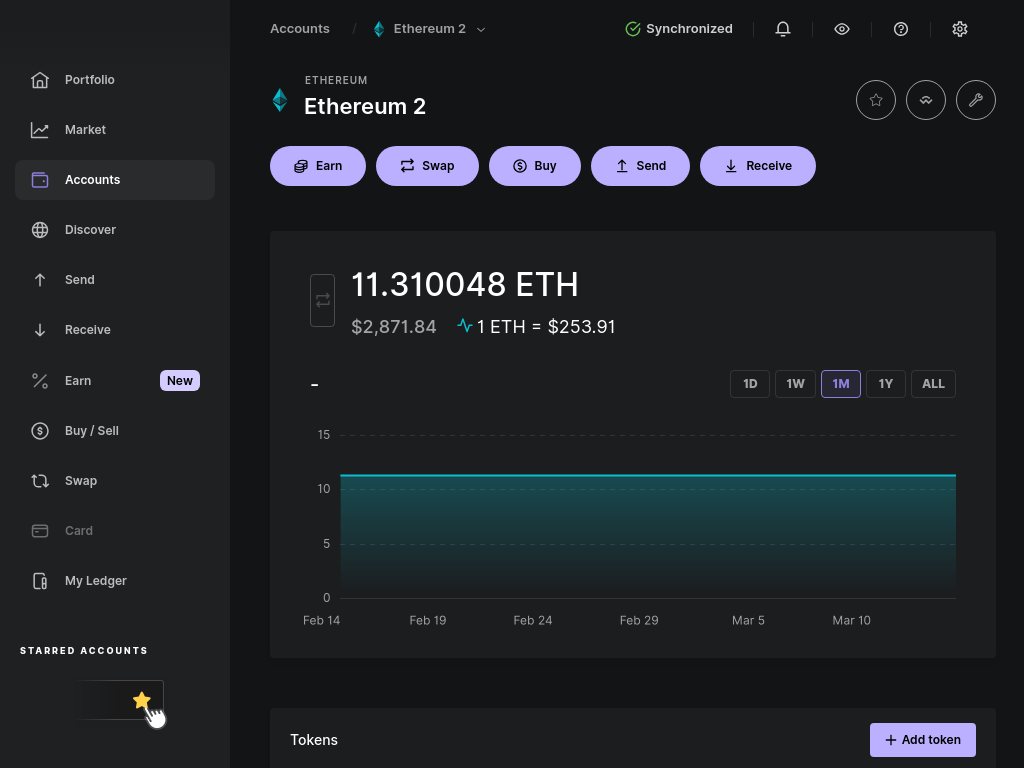 Accounts / Ethereum 2 Synchronized
Portfolio
Market
Accounts
Discover
Send
Receive
Earn New
Buy / Sell
Swap
Card
My Ledger
STARRED ACCOUNTS
ETHEREUM
Ethereum 2
Earn Swap Buy Send Receive
11.310048 ETH
$2,871.84 1 ETH = $253.91
- 1D 1W 1M 1Y ALL
15
10
5
0
Feb 14 Feb 19 Feb 24 Feb 29 Mar 5 Mar 10
Tokens + Add token